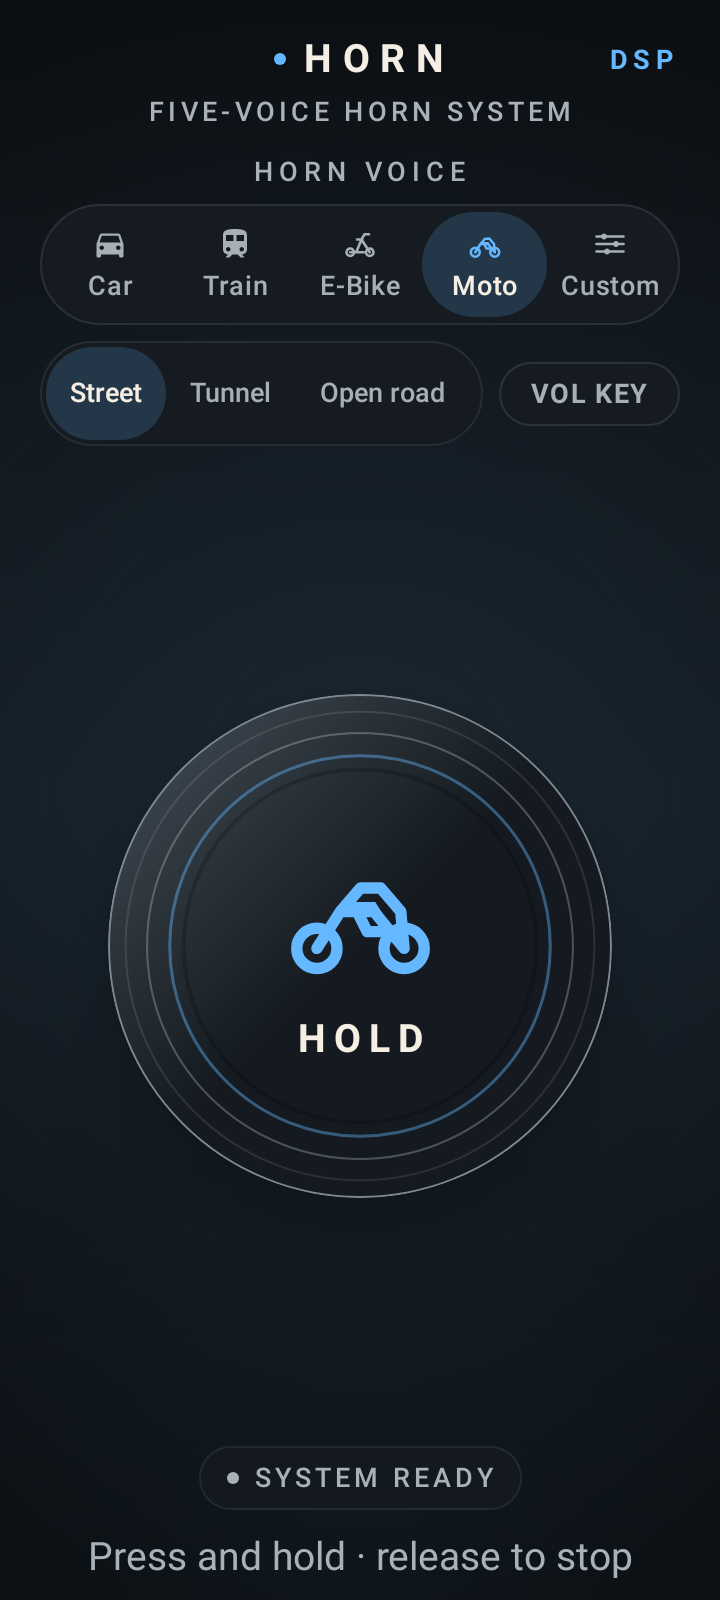 HORN
DSP
FIVE-VOICE HORN SYSTEM
HORN VOICE
Car Train E-Bike Moto Custom
Street Tunnel Open road VOL KEY
HOLD
SYSTEM READY
Press and hold · release to stop